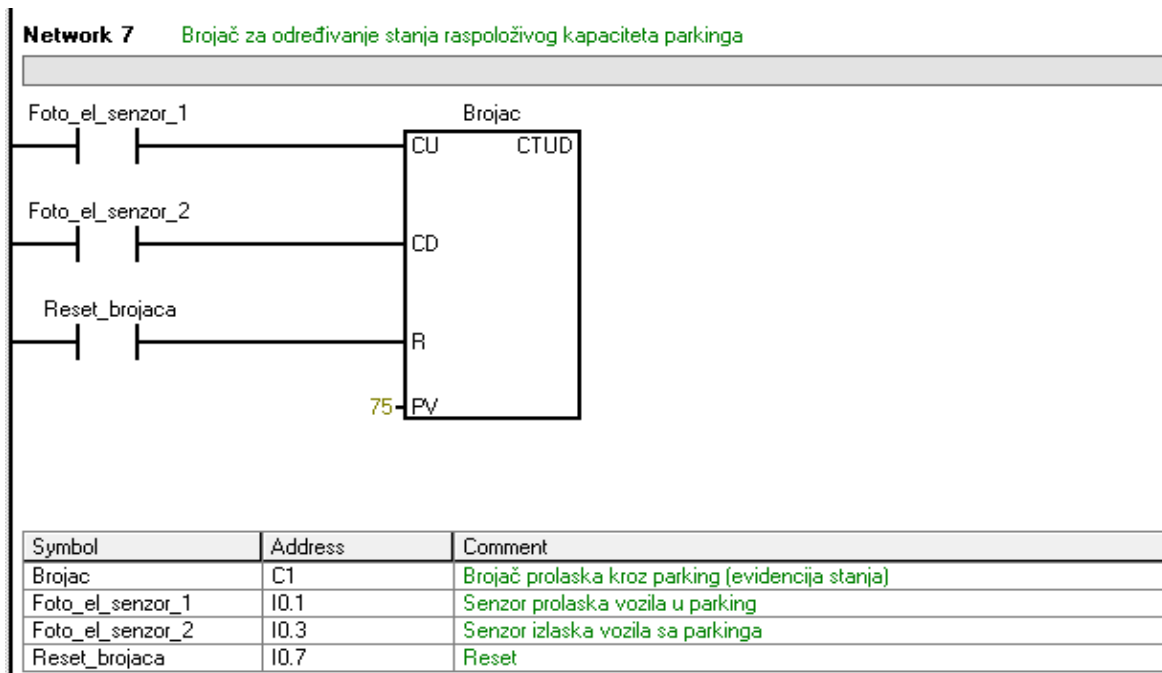 Network 7 Brojač za određivanje stanja raspoloživog kapaciteta parkinga
Foto_el_senzor_1 Brojac
CU CTUD
Foto_el_senzor_2
CD
Reset_brojaca
R
75 PV
Symbol Address Comment
Brojac C1 Brojač prolaska kroz parking (evidencija stanja)
Foto_el_senzor_1 I0.1 Senzor prolaska vozila u parking
Foto_el_senzor_2 I0.3 Senzor izlaska vozila sa parkinga
Reset_brojaca I0.7 Reset